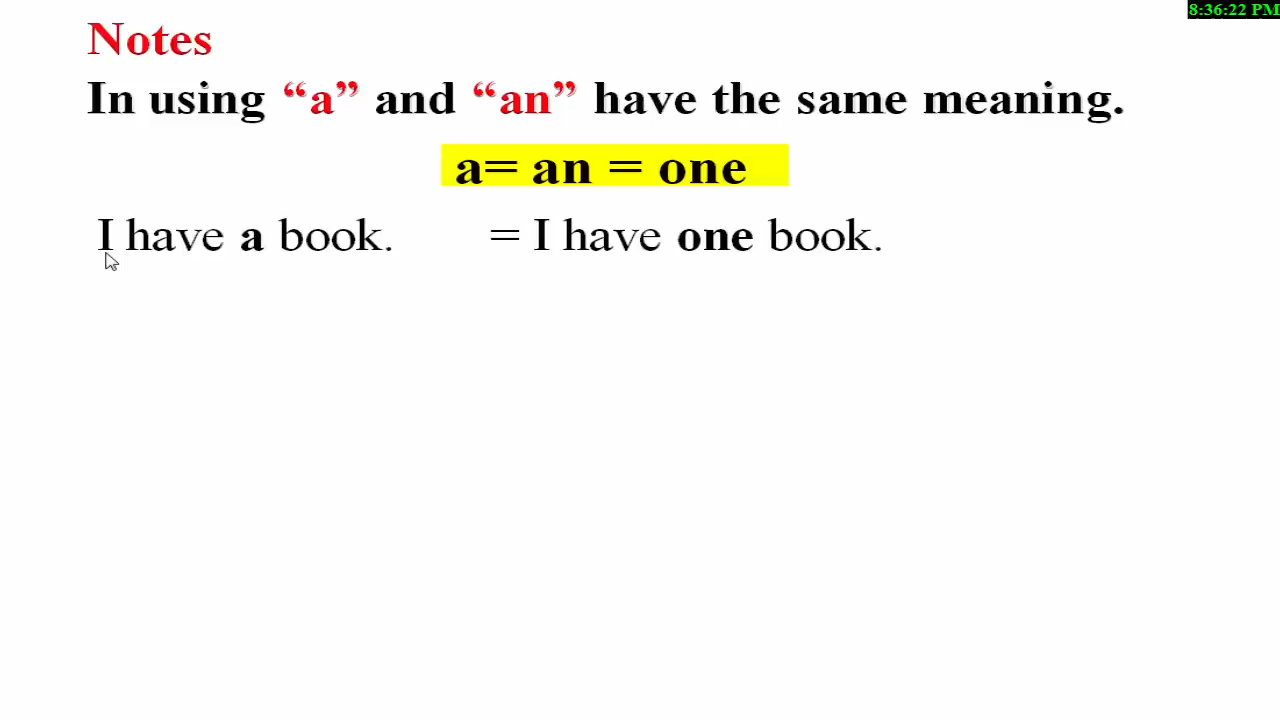 8:36:22 PM
Notes
In using “a” and “an” have the same meaning.
a= an = one
I have a book. = I have one book.